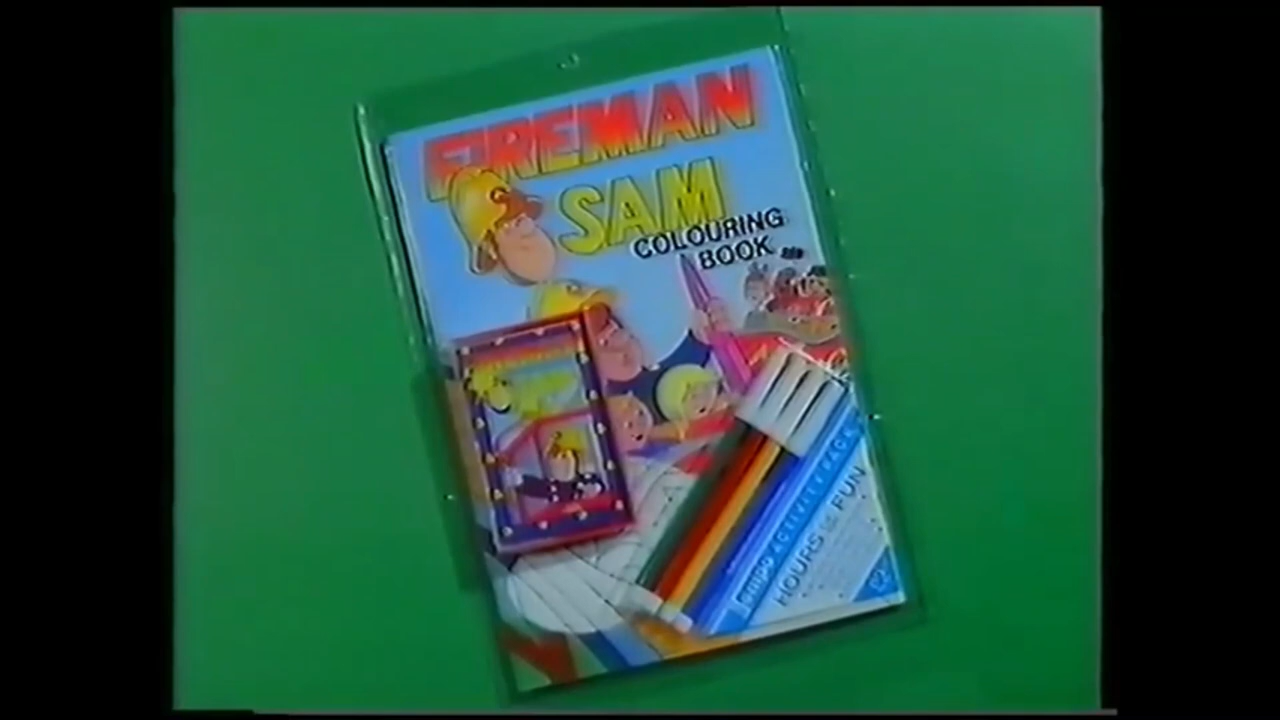 FIREMAN
SAM
COLOURING
BOOK
ACTIVITY PACK
HOURS OF FUN